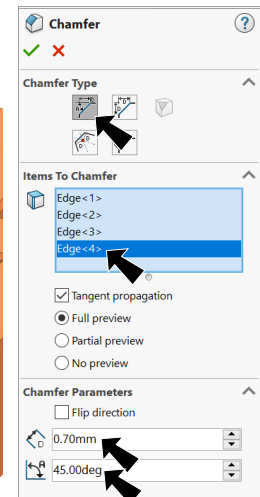 Chamfer
?
Chamfer Type
Items To Chamfer
Edge<1>
Edge<2>
Edge<3>
Edge<4>
Tangent propagation
Full preview
Partial preview
No preview
Chamfer Parameters
Flip direction
0.70mm
45.00deg